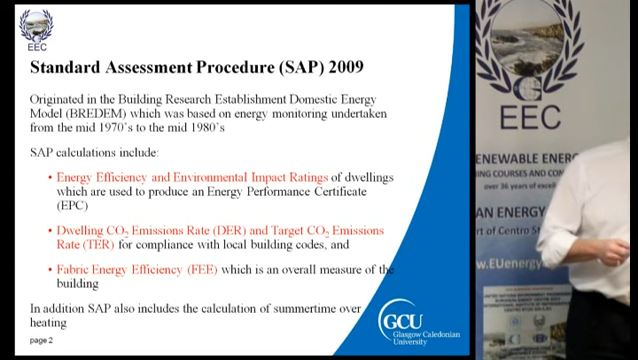 EEC
Standard Assessment Procedure (SAP) 2009
Originated in the Building Research Establishment Domestic Energy
Model (BREDEM) which was based on energy monitoring undertaken
from the mid 1970's to the mid 1980's
SAP calculations include:
• Energy Efficiency and Environmental Impact Ratings of dwellings
which are used to produce an Energy Performance Certificate
(EPC)
• Dwelling CO2 Emissions Rate (DER) and Target CO2 Emissions
Rate (TER) for compliance with local building codes, and
• Fabric Energy Efficiency (FEE) which is an overall measure of the
building
In addition SAP also includes the calculation of summertime over
heating
page 2
GCU
Glasgow Caledonian
University
EEC
ENEWABLE ENER
ING COURSES AND CO
over 36 years of excel
AN ENERGY
rt of Centro St
w.EUenergy